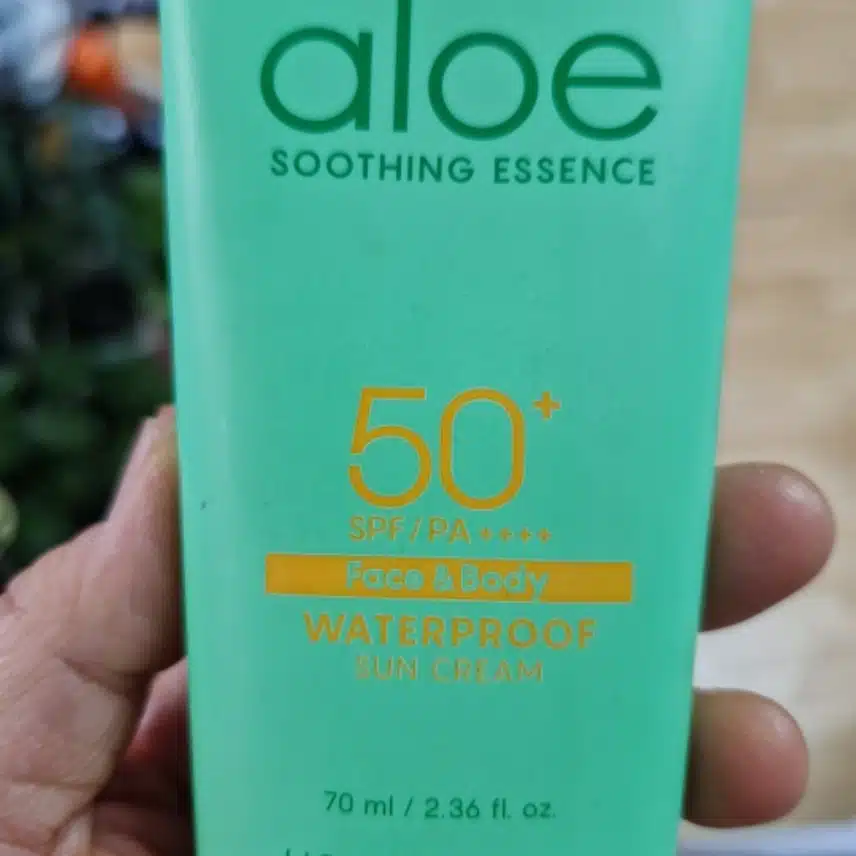 aloe
SOOTHING ESSENCE
50+
SPF/PA++++
Face & Body
WATERPROOF
SUN CREAM
70 ml / 2.36 fl. oz.